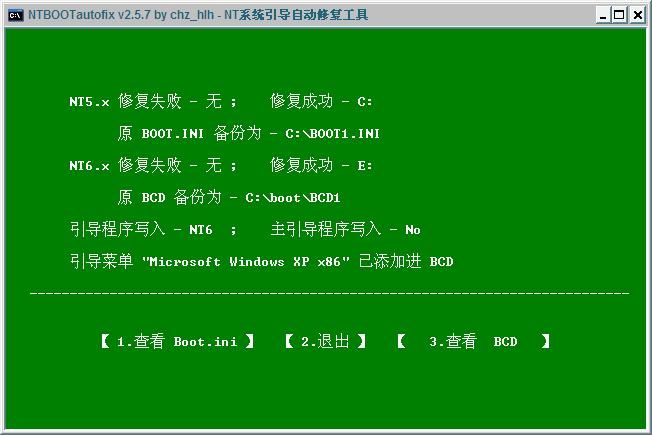 NTBOOTautofix v2.5.7 by chz_hlh - NT系统引导自动修复工具
NT5.x 修复失败 - 无 ; 修复成功 - C:
原 BOOT.INI 备份为 - C:\BOOT1.INI
NT6.x 修复失败 - 无 ; 修复成功 - E:
原 BCD 备份为 - C:\boot\BCD1
引导程序写入 - NT6 ; 主引导程序写入 - No
引导菜单 "Microsoft Windows XP x86" 已添加进 BCD
【 1.查看 Boot.ini 】 【 2.退出 】 【 3.查看 BCD 】